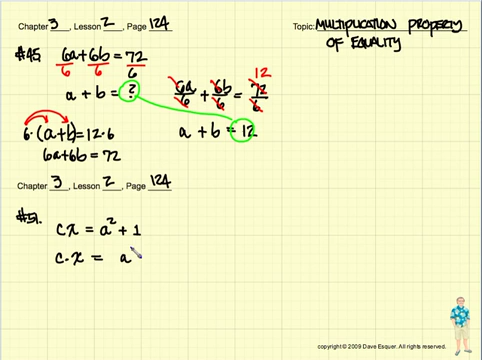 Chapter 3, Lesson 2, Page 124
Topic: MULTIPLICATION PROPERTY
OF EQUALITY
#45
6a + 6b = 72
6 6 6
a + b = ?
12
6a/6 + 6b/6 = 72/6
a + b = 12
6 · (a + b) = 12 · 6
6a + 6b = 72
Chapter 3, Lesson 2, Page 124
#51.
cx = a² + 1
c · x = a
copyright © 2009 Dave Esquer. All rights reserved.